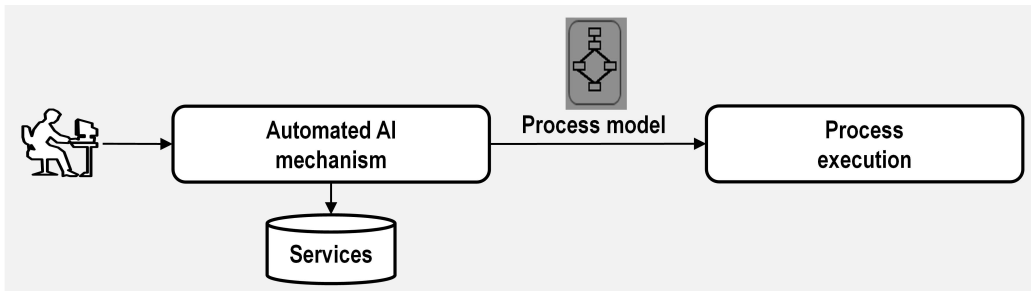 Automated AI
mechanism
Process model
Process
execution
Services